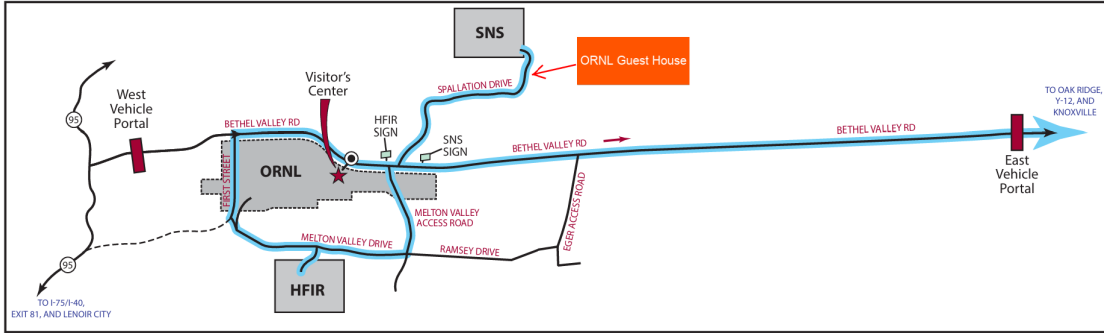 SNS
ORNL Guest House
SPALLATION DRIVE
Visitor's
Center
West
Vehicle
Portal
95
HFIR
SIGN
SNS
SIGN
BETHEL VALLEY RD
BETHEL VALLEY RD
BETHEL VALLEY RD
TO OAK RIDGE,
Y-12, AND
KNOXVILLE
East
Vehicle
Portal
ORNL
FIRST STREET
MELTON VALLEY
ACCESS ROAD
EGER ACCESS ROAD
MELTON VALLEY DRIVE
RAMSEY DRIVE
HFIR
95
TO I-75/I-40,
EXIT 81, AND LENOIR CITY